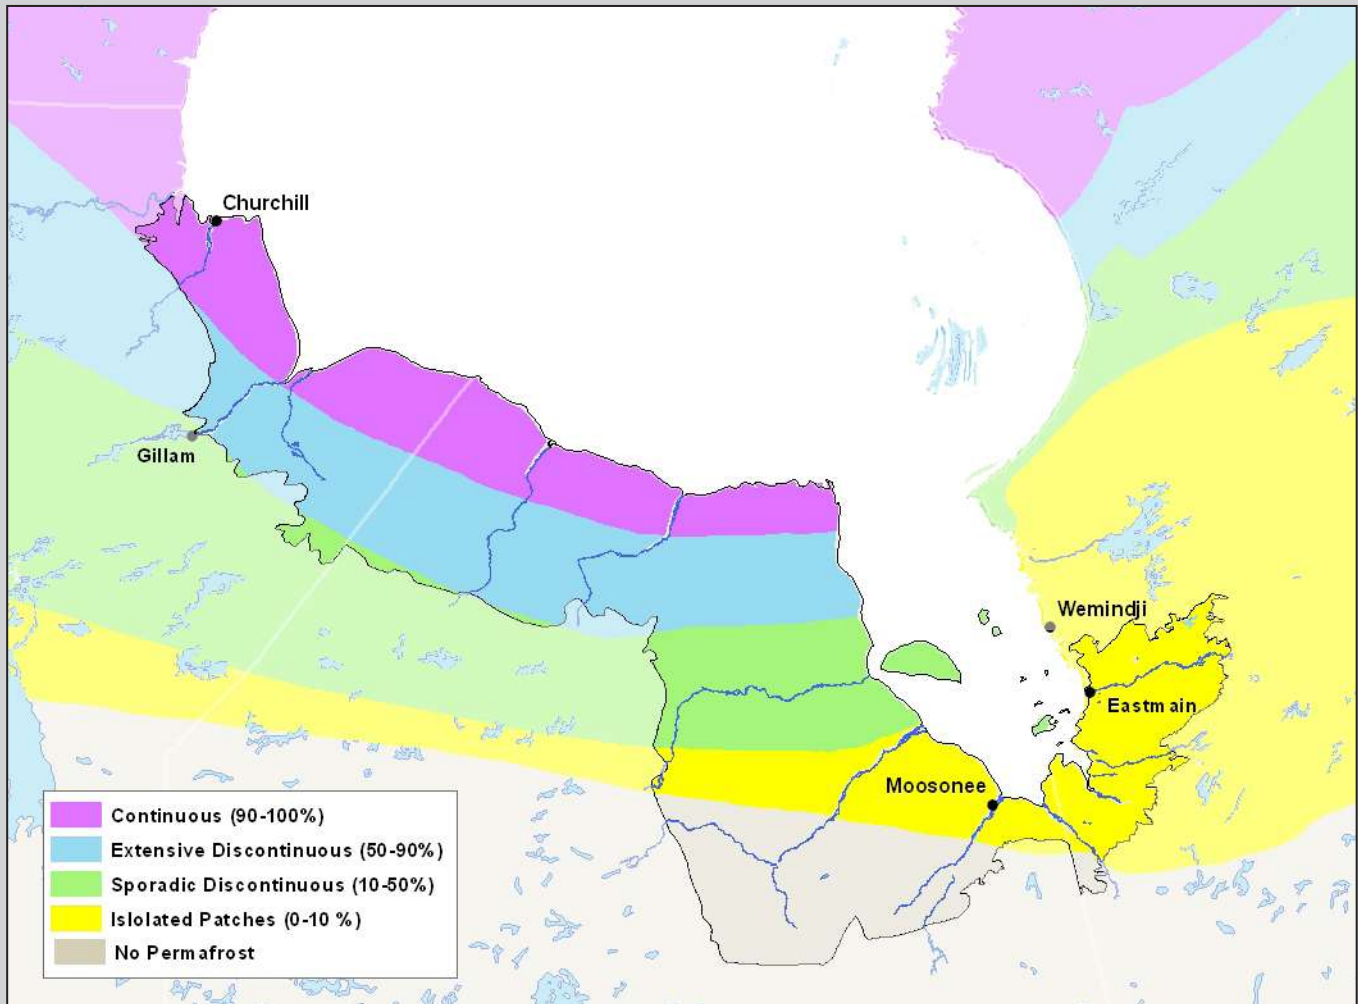 Churchill
Gillam
Wemindji
Eastmain
Moosonee
Continuous (90-100%)
Extensive Discontinuous (50-90%)
Sporadic Discontinuous (10-50%)
Islolated Patches (0-10 %)
No Permafrost